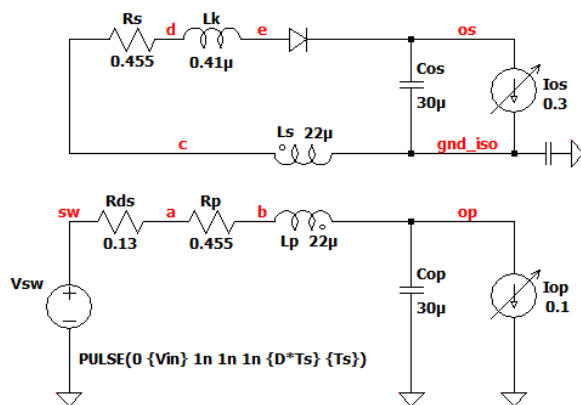 Rs d Lk e os
0.455 0.41µ
Cos
30µ
Ios
0.3
Ls 22µ
c gnd_iso
sw Rds a Rp b op
0.13 0.455 Lp 22µ
Vsw
Cop
30µ
Iop
0.1
PULSE(0 {Vin} 1n 1n 1n {D*Ts} {Ts})